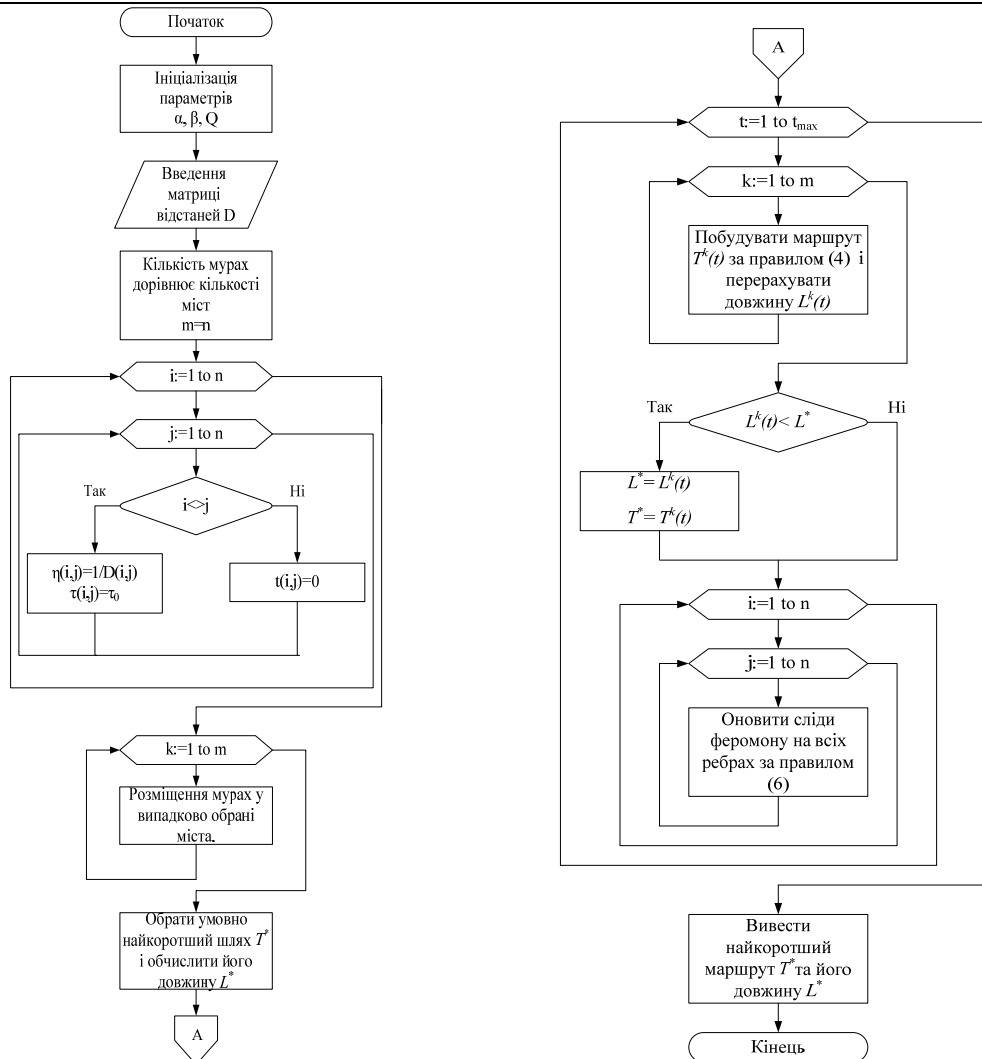 Початок
Ініціалізація
параметрів
α, β, Q
Введення
матриці
відстаней D
Кількість мурах
дорівнює кількості
міст
m=n
i:=1 to n
j:=1 to n
Так
i<>j
Ні
η(i,j)=1/D(i,j)
τ(i,j)=τ₀
t(i,j)=0
k:=1 to m
Розміщення мурах у
випадково обрані
міста.
Обрати умовно
найкоротший шлях T*
і обчислити його
довжину L*
A
A
t:=1 to tmax
k:=1 to m
Побудувати маршрут
Tᵏ(t) за правилом (4) і
перерахувати
довжину Lᵏ(t)
Так
Lᵏ(t)< L*
Ні
L*= Lᵏ(t)
T*= Tᵏ(t)
i:=1 to n
j:=1 to n
Оновити сліди
феромону на всіх
ребрах за правилом
(6)
Вивести
найкоротший
маршрут T* та його
довжину L*
Кінець